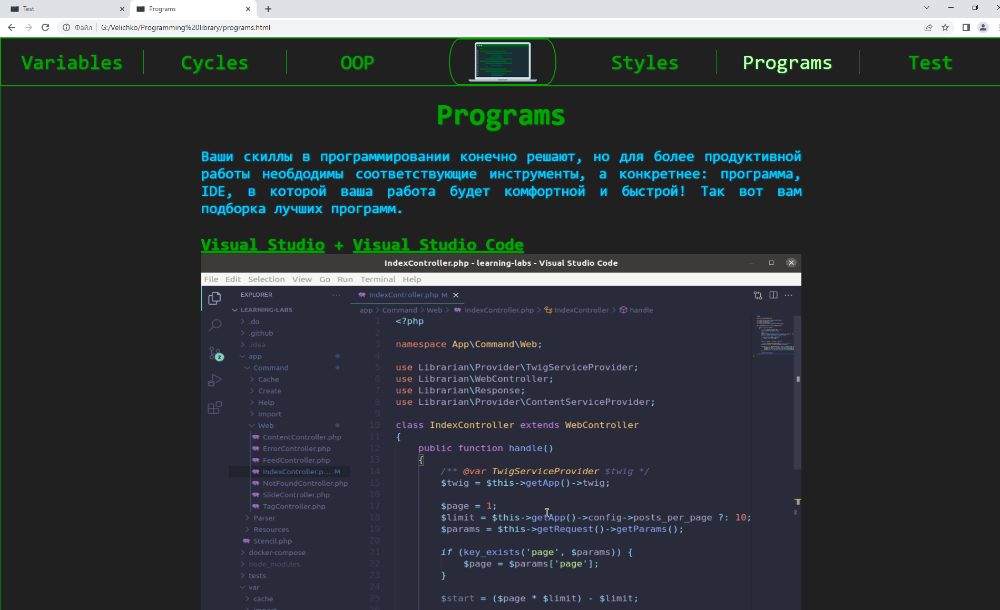 Test
Programs
Файл
G:/Velichko/Programming%20library/programs.html
Variables
Cycles
OOP
Styles
Programs
Test
Programs
Ваши скиллы в программировании конечно решают, но для более продуктивной
работы необдодимы соответствующие инструменты, а конкретнее: программа,
IDE, в которой ваша работа будет комфортной и быстрой! Так вот вам
подборка лучших программ.
Visual Studio + Visual Studio Code
IndexController.php - learning-labs - Visual Studio Code
File Edit Selection View Go Run Terminal Help
EXPLORER
LEARNING-LABS
.do
.github
.idea
app
Command
Cache
Create
Help
Import
Web
ContentController.php
ErrorController.php
FeedController.php
IndexController.p... M
NotFoundController.php
SlideController.php
TagController.php
Parser
Resources
Stencil.php
docker-compose
node_modules
tests
var
cache
2
IndexController.php M
app > Command > Web > IndexController.php > IndexController > handle
1 <?php
2
3 namespace App\Command\Web;
4
5 use Librarian\Provider\TwigServiceProvider;
6 use Librarian\WebController;
7 use Librarian\Response;
8 use Librarian\Provider\ContentServiceProvider;
9
10 class IndexController extends WebController
11 {
12 public function handle()
13 {
14 /** @var TwigServiceProvider $twig */
15 $twig = $this->getApp()->twig;
16
17 $page = 1;
18 $limit = $this->getApp()->config->posts_per_page ?: 10;
19 $params = $this->getRequest()->getParams();
20
21 if (key_exists('page', $params)) {
22 $page = $params['page'];
23 }
24
25 $start = ($page * $limit) - $limit;